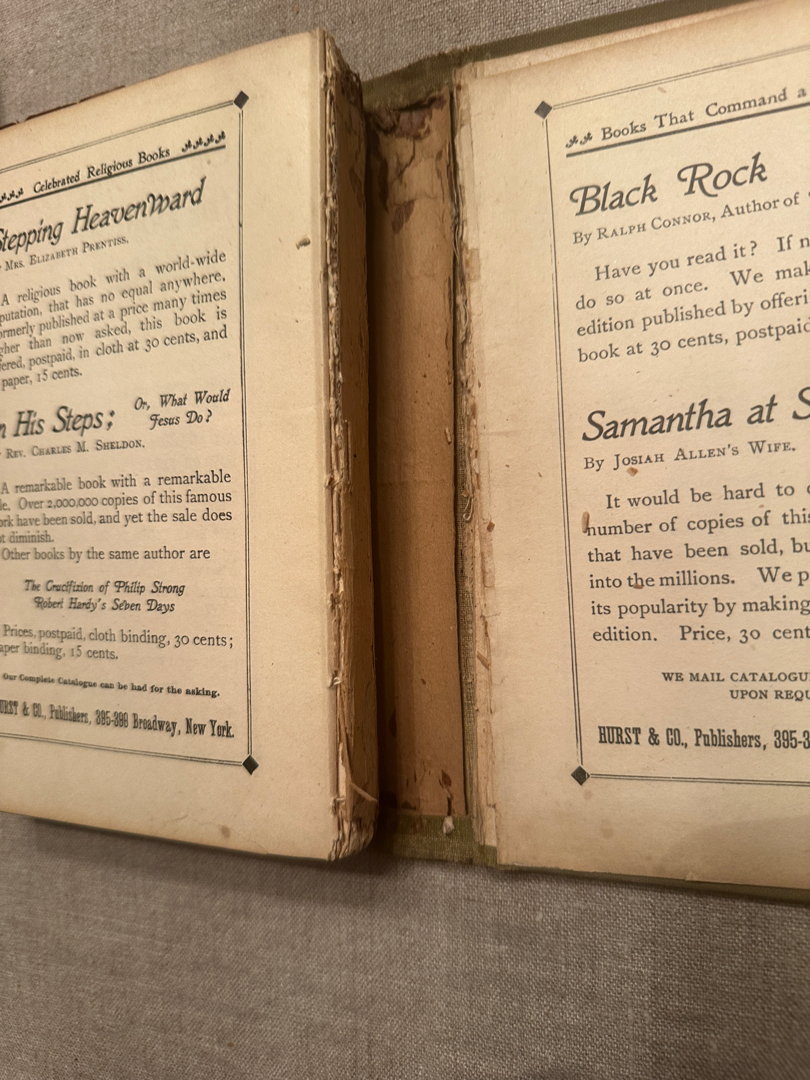 Celebrated Religious Books
Stepping Heavenward
Mrs. Elizabeth Prentiss.
A religious book with a world-wide
putation, that has no equal anywhere.
ormerly published at a price many times
gher than now asked, this book is
fered, postpaid, in cloth at 30 cents, and
paper, 15 cents.
n His Steps; Or, What Would
Jesus Do?
Rev. Charles M. Sheldon.
A remarkable book with a remarkable
le. Over 2,000,000 copies of this famous
ork have been sold, and yet the sale does
t diminish.
Other books by the same author are
The Crucifixion of Philip Strong
Robert Hardy's Seven Days
Prices, postpaid, cloth binding, 30 cents;
aper binding, 15 cents.
Our Complete Catalogue can be had for the asking.
URST & CO., Publishers, 395-399 Broadway, New York.
Books That Command a
Black Rock
By Ralph Connor, Author of
Have you read it? If n
do so at once. We mak
edition published by offeri
book at 30 cents, postpaid
Samantha at S
By Josiah Allen's Wife.
It would be hard to
number of copies of this
that have been sold, bu
into the millions. We p
its popularity by making
edition. Price, 30 cent
WE MAIL CATALOGU
UPON REQU
HURST & CO., Publishers, 395-3